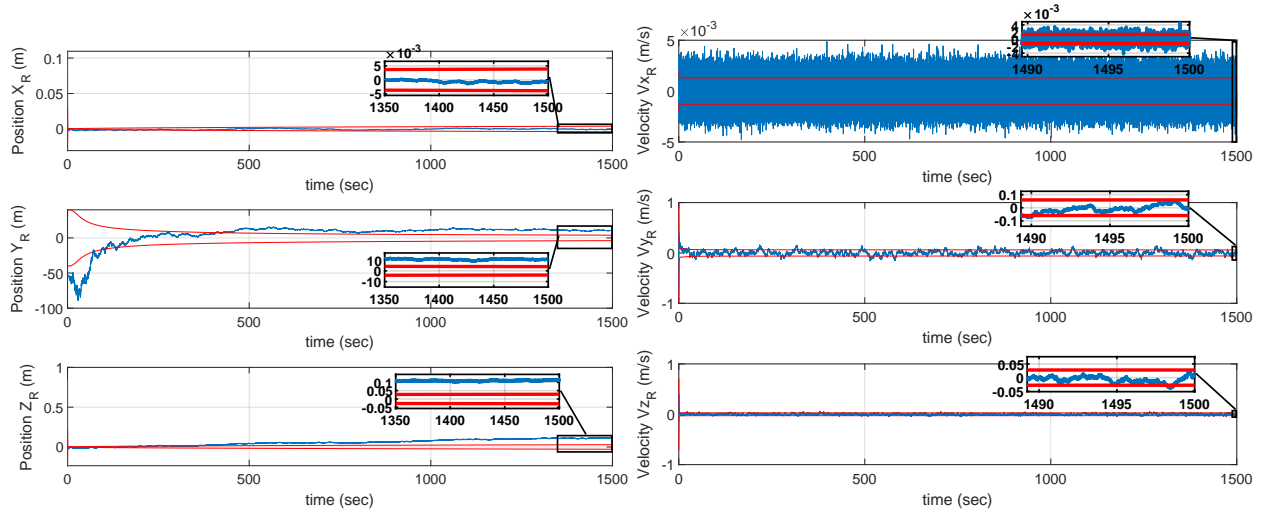 0.1
0.05
0
Position X_R (m)
×10^-3
5
0
-5
1350 1400 1450 1500
0 500 1000 1500
time (sec)
0
-50
-100
Position Y_R (m)
10
0
-10
1350 1400 1450 1500
0 500 1000 1500
time (sec)
1
0.5
0
Position Z_R (m)
0.1
0.05
0
-0.05
1350 1400 1450 1500
0 500 1000 1500
time (sec)
×10^-3
5
0
-5
Velocity Vx_R (m/s)
×10^-3
4
2
0
-2
-4
1490 1495 1500
0 500 1000 1500
time (sec)
1
0
-1
Velocity Vy_R (m/s)
0.1
0
-0.1
1490 1495 1500
0 500 1000 1500
time (sec)
1
0
-1
Velocity Vz_R (m/s)
0.05
0
-0.05
1490 1495 1500
0 500 1000 1500
time (sec)